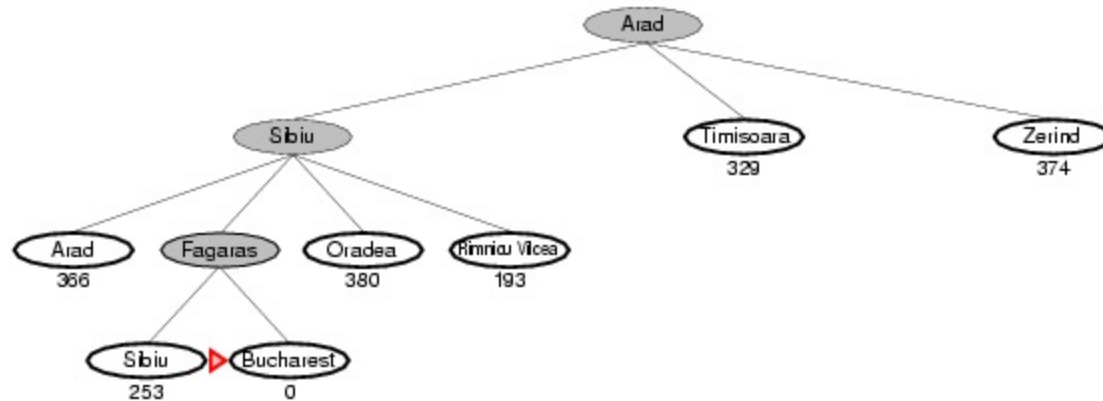 Arad
Sibiu
Timisoara
Zerind
329
374
Arad
Fagaras
Oradea
Rimnicu Vilcea
366
380
193
Sibiu
Bucharest
253
0